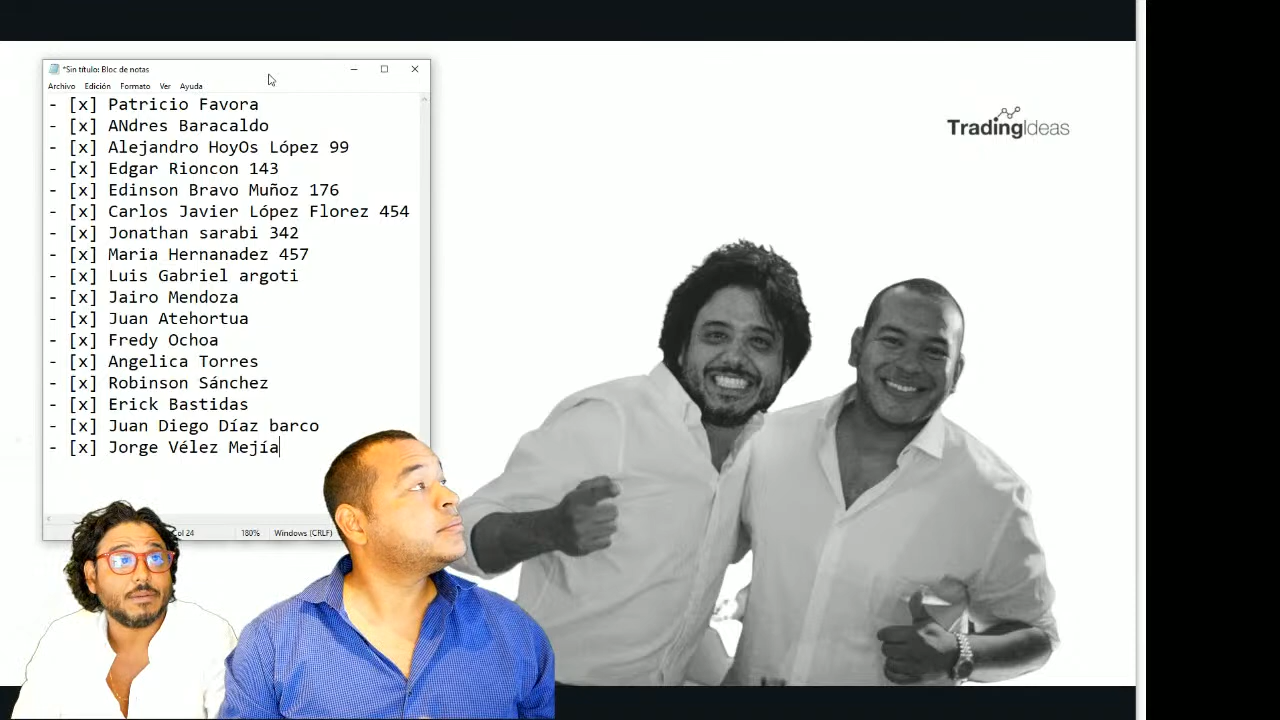 *Sin título: Bloc de notas
Archivo Edición Formato Ver Ayuda
- [x] Patricio Favora
- [x] ANdres Baracaldo
- [x] Alejandro HoyOs López 99
- [x] Edgar Rioncon 143
- [x] Edinson Bravo Muñoz 176
- [x] Carlos Javier López Florez 454
- [x] Jonathan sarabi 342
- [x] Maria Hernanadez 457
- [x] Luis Gabriel argoti
- [x] Jairo Mendoza
- [x] Juan Atehortua
- [x] Fredy Ochoa
- [x] Angelica Torres
- [x] Robinson Sánchez
- [x] Erick Bastidas
- [x] Juan Diego Díaz barco
- [x] Jorge Vélez Mejía
Col 24 180% Windows (CRLF)
TradingIdeas